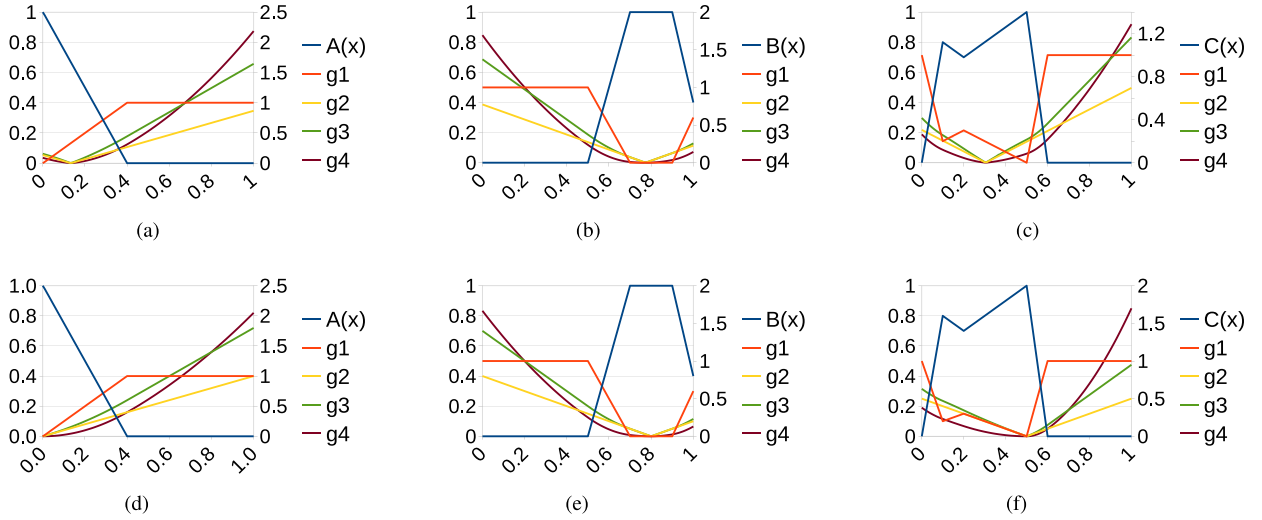 1 0.8 0.6 0.4 0.2 0
0 0.2 0.4 0.6 0.8 1
2.5 2 1.5 1 0.5 0
A(x)
g1
g2
g3
g4
(a)
1 0.8 0.6 0.4 0.2 0
0 0.2 0.4 0.6 0.8 1
2 1.5 1 0.5 0
B(x)
g1
g2
g3
g4
(b)
1 0.8 0.6 0.4 0.2 0
0 0.2 0.4 0.6 0.8 1
1.2 0.8 0.4 0
C(x)
g1
g2
g3
g4
(c)
1.0 0.8 0.6 0.4 0.2 0.0
0.0 0.2 0.4 0.6 0.8 1.0
2.5 2 1.5 1 0.5 0
A(x)
g1
g2
g3
g4
(d)
1 0.8 0.6 0.4 0.2 0
0 0.2 0.4 0.6 0.8 1
2 1.5 1 0.5 0
B(x)
g1
g2
g3
g4
(e)
1 0.8 0.6 0.4 0.2 0
0 0.2 0.4 0.6 0.8 1
2 1.5 1 0.5 0
C(x)
g1
g2
g3
g4
(f)